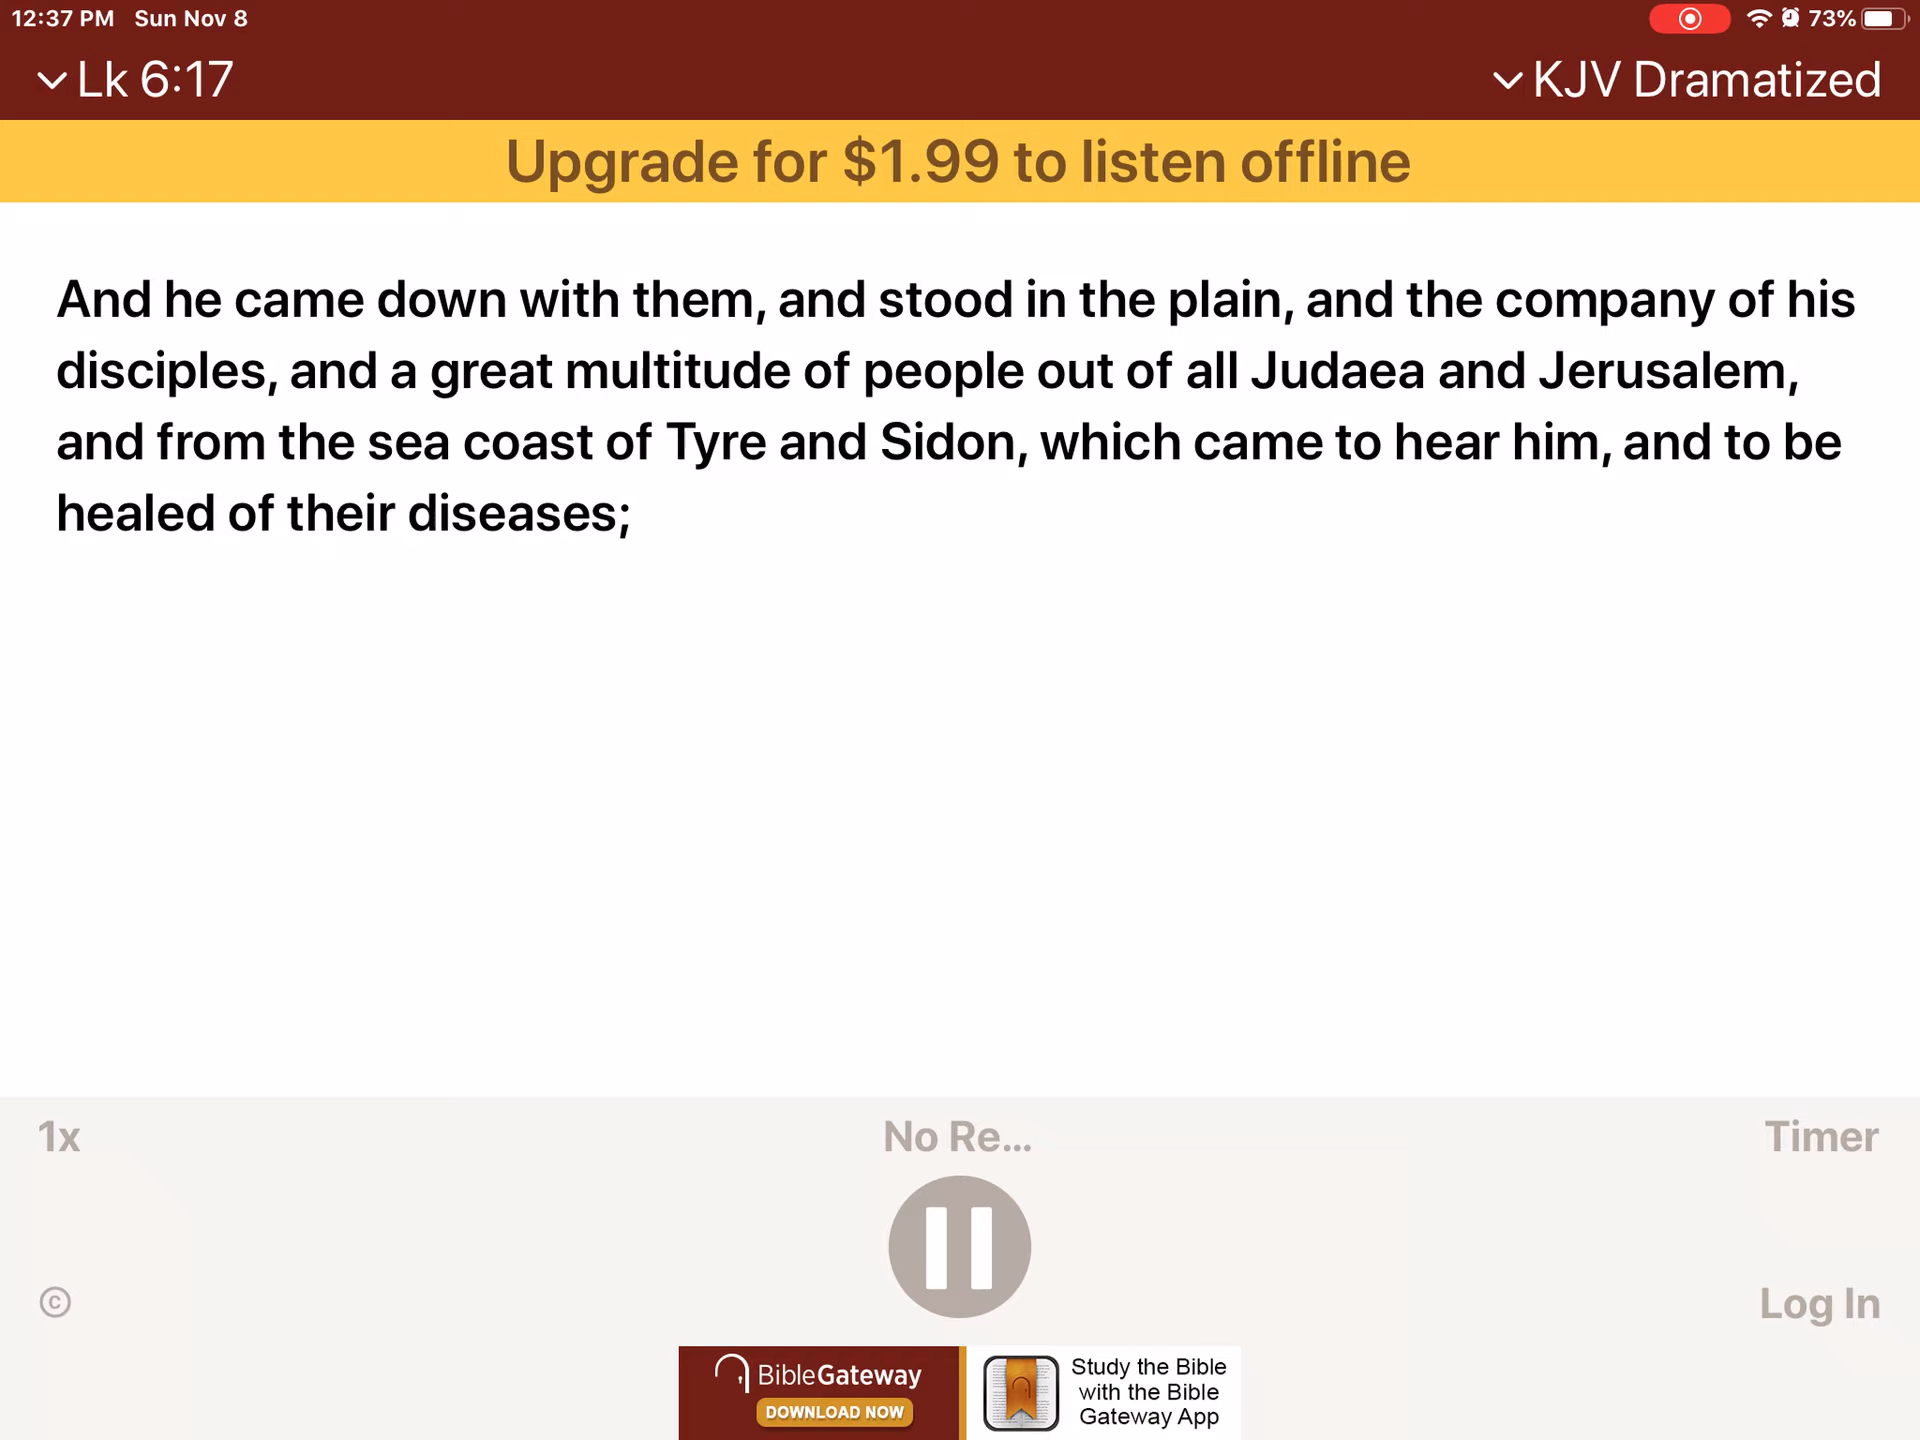 12:37 PM Sun Nov 8
73%
Lk 6:17
KJV Dramatized
Upgrade for $1.99 to listen offline
And he came down with them, and stood in the plain, and the company of his
disciples, and a great multitude of people out of all Judaea and Jerusalem,
and from the sea coast of Tyre and Sidon, which came to hear him, and to be
healed of their diseases;
1x
No Re...
Timer
©
Log In
BibleGateway
DOWNLOAD NOW
Study the Bible
with the Bible
Gateway App